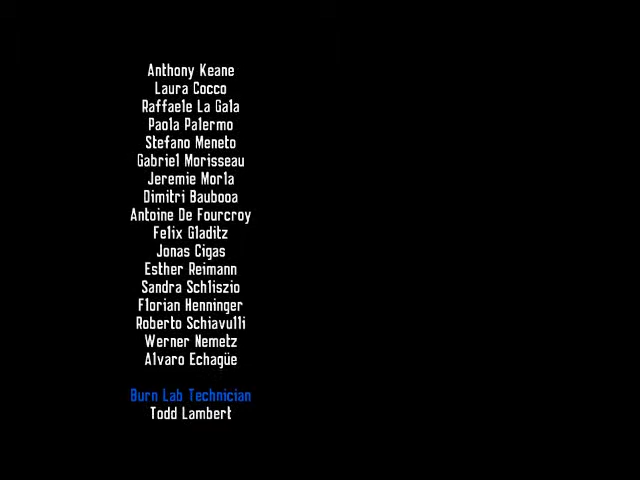 Anthony Keane
Laura Cocco
Raffaele La Gala
Paola Palermo
Stefano Meneto
Gabriel Morisseau
Jeremie Morla
Dimitri Baubooa
Antoine De Fourcroy
Felix Gladitz
Jonas Cigas
Esther Reimann
Sandra Schliszio
Florian Henninger
Roberto Schiavulli
Werner Nemetz
Alvaro Echagüe
Burn Lab Technician
Todd Lambert